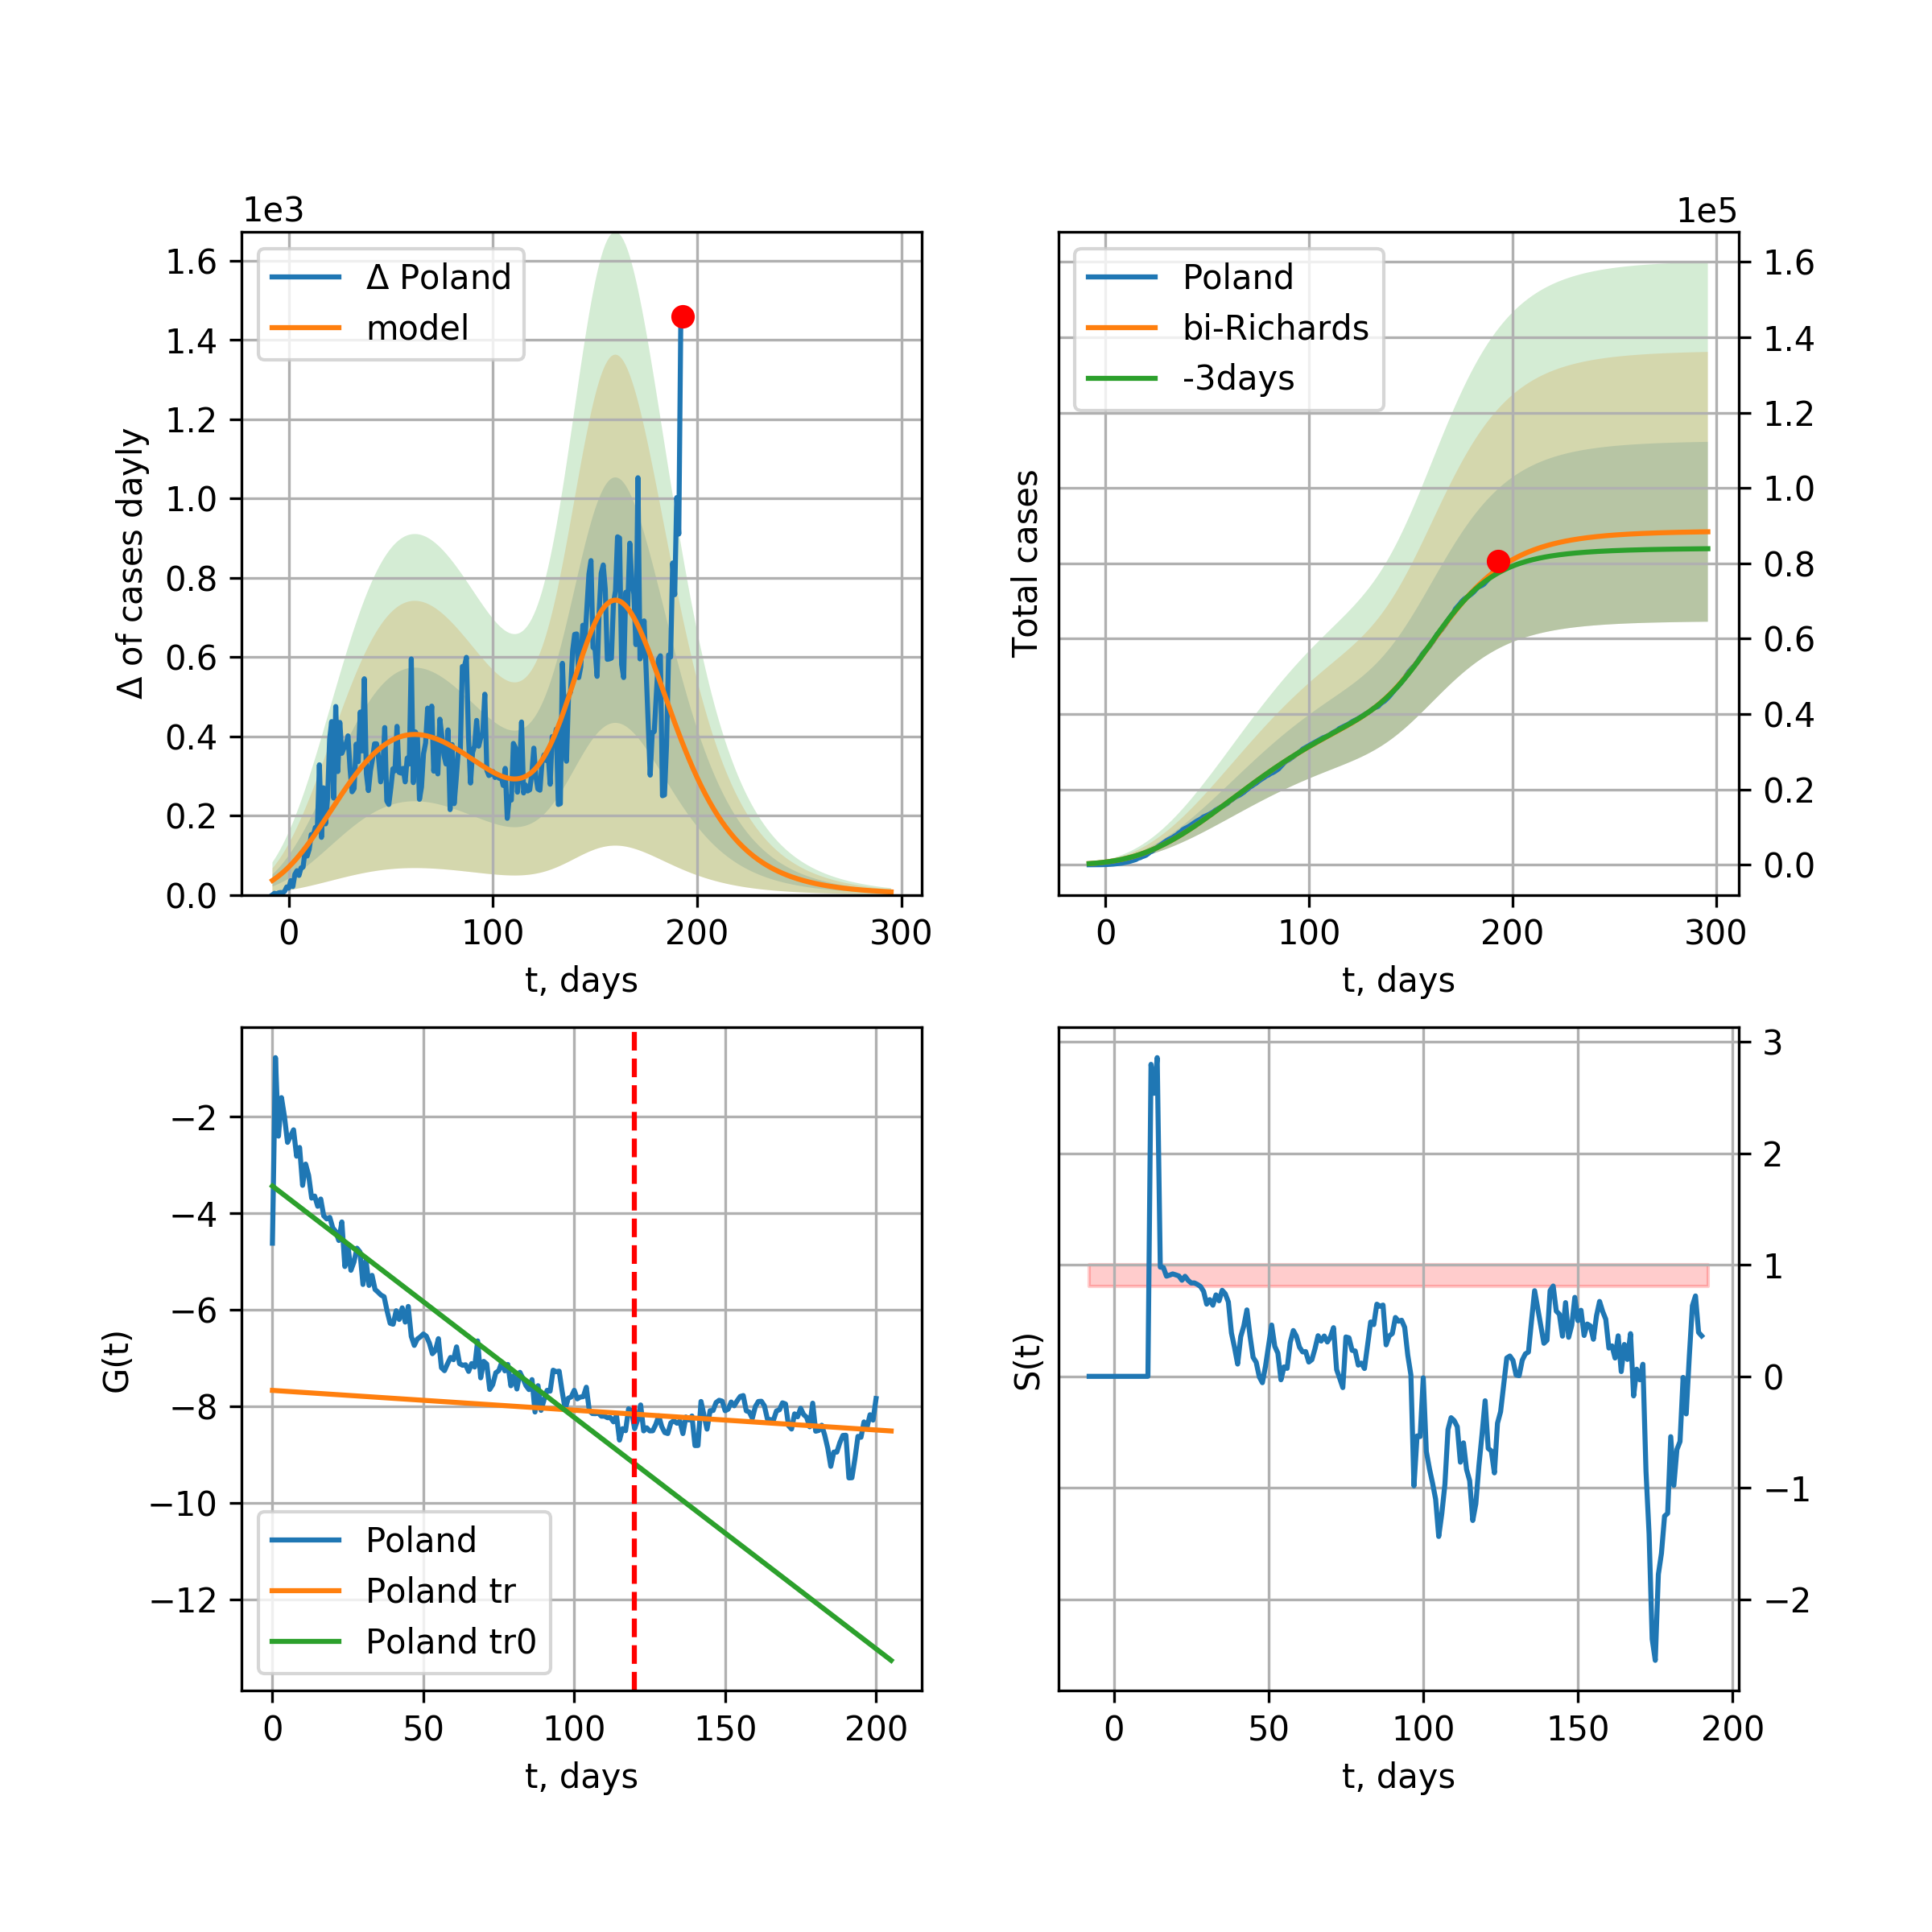 1e3
1.6
1.4
1.2
1.0
0.8
0.6
0.4
0.2
0.0
Δ of cases dayly
Δ Poland
model
0 100 200 300
t, days
1e5
Total cases
Poland
bi-Richards
-3days
1.6
1.4
1.2
1.0
0.8
0.6
0.4
0.2
0.0
0 100 200 300
t, days
G(t)
−2
−4
−6
−8
−10
−12
Poland
Poland tr
Poland tr0
0 50 100 150 200
t, days
S(t)
3
2
1
0
−1
−2
0 50 100 150 200
t, days